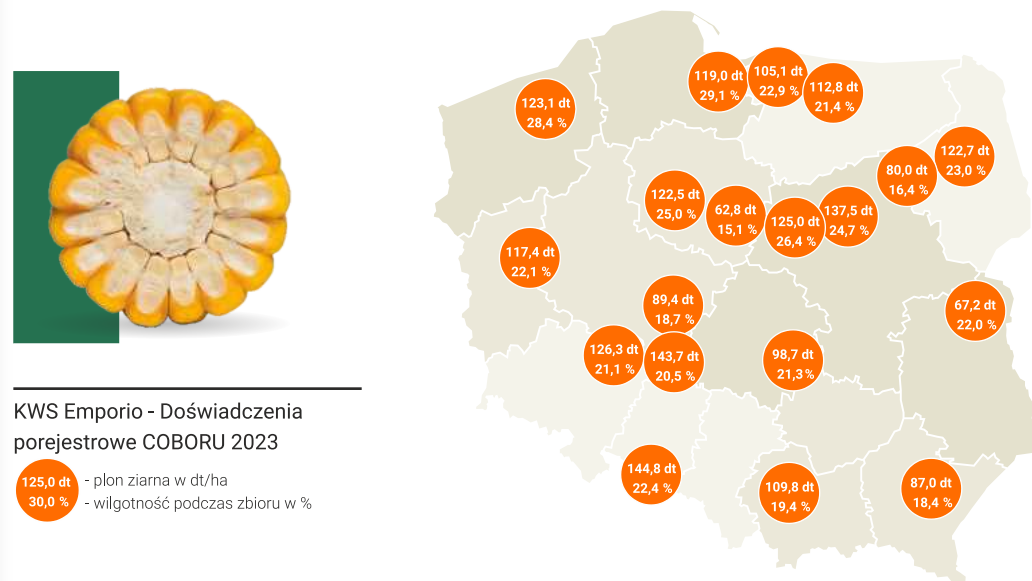 KWS Emporio - Doświadczenia
porejestrowe COBORU 2023
125,0 dt
30,0 %
- plon ziarna w dt/ha
- wilgotność podczas zbioru w %
123,1 dt
28,4 %
119,0 dt
29,1 %
105,1 dt
22,9 %
112,8 dt
21,4 %
122,7 dt
23,0 %
80,0 dt
16,4 %
122,5 dt
25,0 %
62,8 dt
15,1 %
125,0 dt
26,4 %
137,5 dt
24,7 %
117,4 dt
22,1 %
89,4 dt
18,7 %
67,2 dt
22,0 %
126,3 dt
21,1 %
143,7 dt
20,5 %
98,7 dt
21,3 %
144,8 dt
22,4 %
109,8 dt
19,4 %
87,0 dt
18,4 %